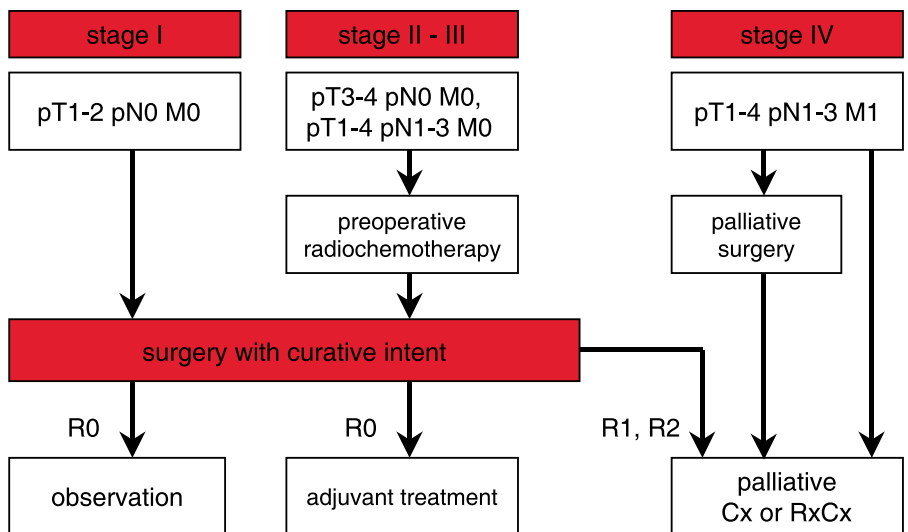 stage I
stage II - III
stage IV
pT1-2 pN0 M0
pT3-4 pN0 M0,
pT1-4 pN1-3 M0
pT1-4 pN1-3 M1
preoperative
radiochemotherapy
palliative
surgery
surgery with curative intent
R0
R0
R1, R2
observation
adjuvant treatment
palliative
Cx or RxCx